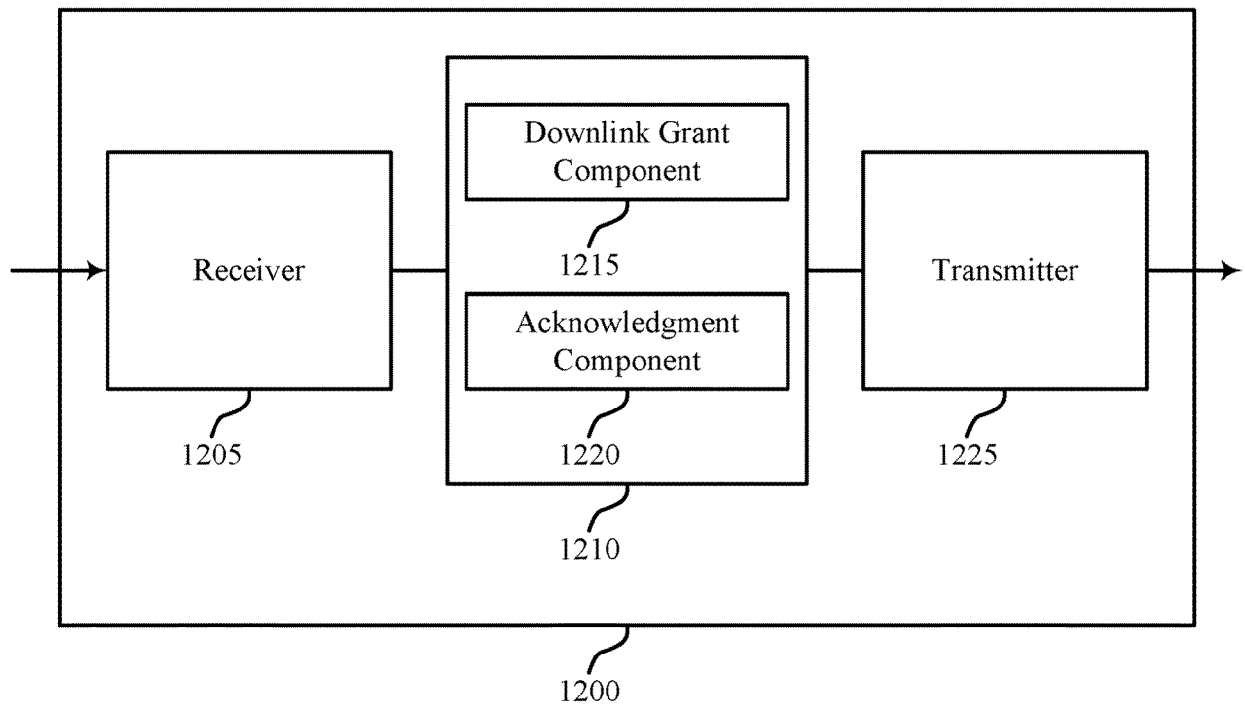 Downlink Grant
Component
1215
Receiver
Transmitter
Acknowledgment
Component
1205
1220
1225
1210
1200